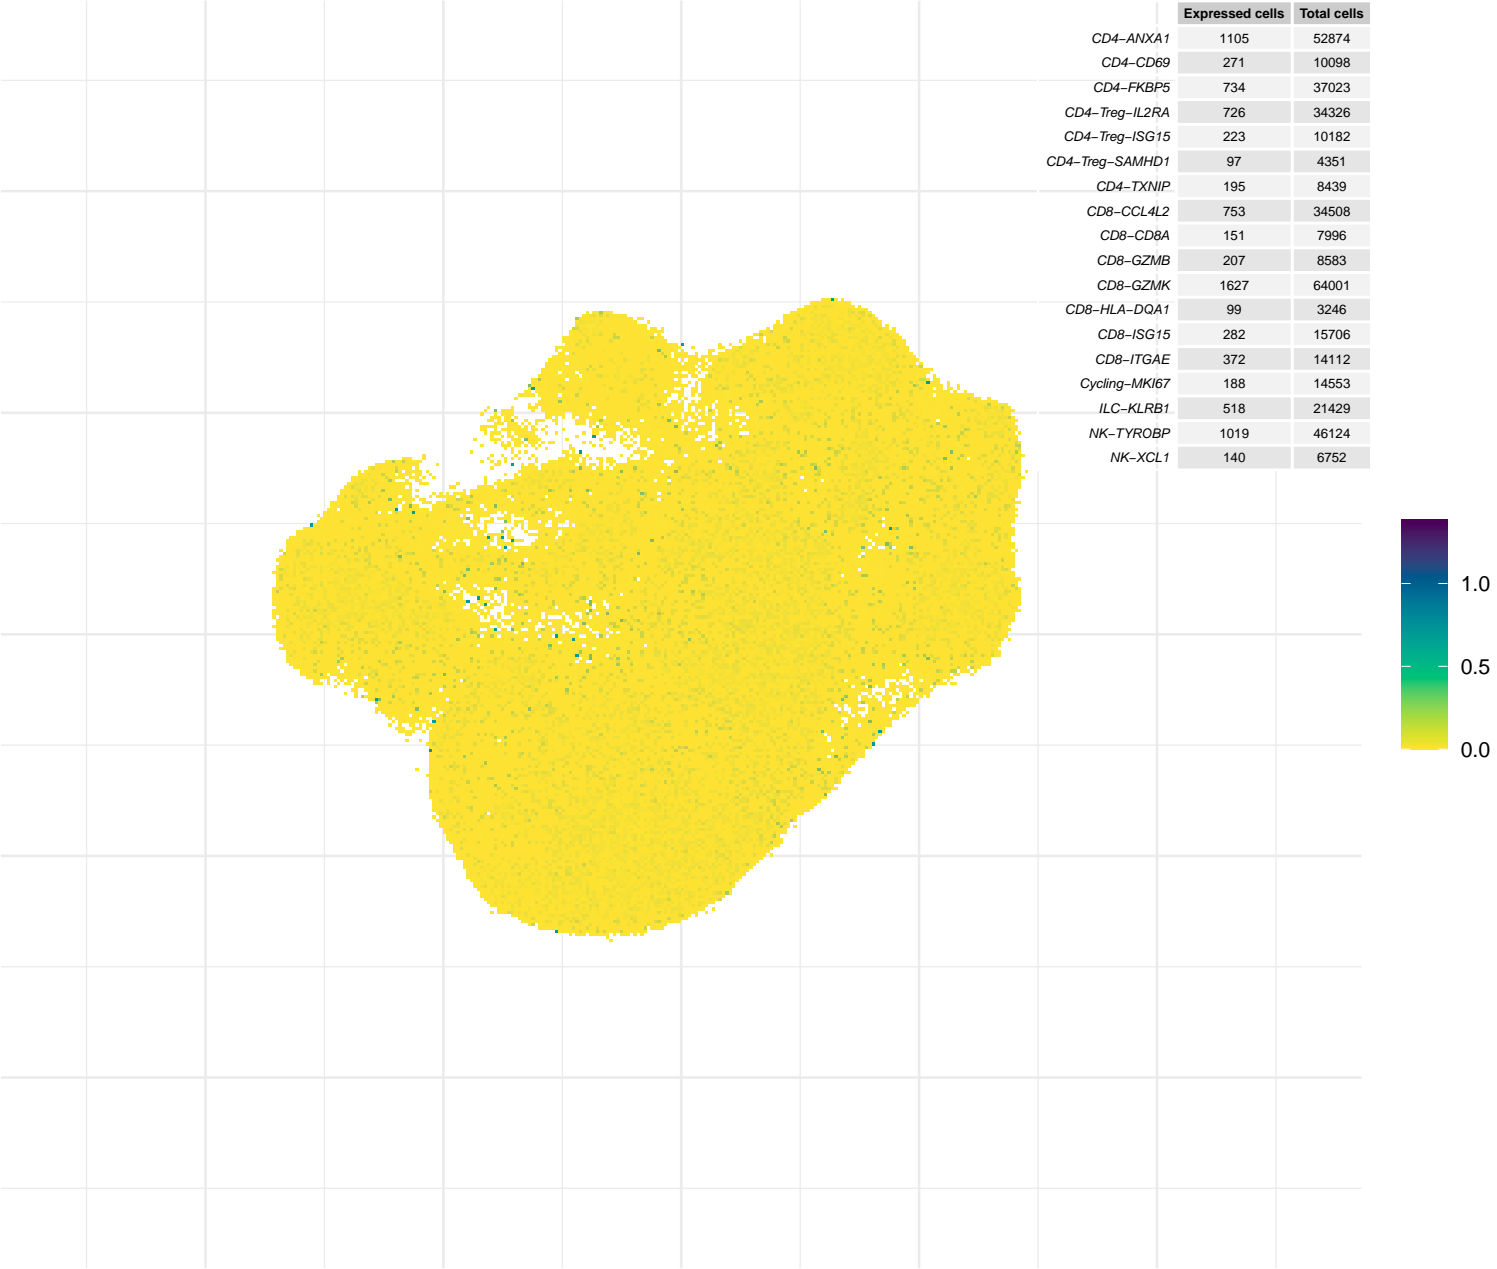 Expressed cells Total cells
CD4−ANXA1 1105 52874
CD4−CD69 271 10098
CD4−FKBP5 734 37023
CD4−Treg−IL2RA 726 34326
CD4−Treg−ISG15 223 10182
CD4−Treg−SAMHD1 97 4351
CD4−TXNIP 195 8439
CD8−CCL4L2 753 34508
CD8−CD8A 151 7996
CD8−GZMB 207 8583
CD8−GZMK 1627 64001
CD8−HLA−DQA1 99 3246
CD8−ISG15 282 15706
CD8−ITGAE 372 14112
Cycling−MKI67 188 14553
ILC−KLRB1 518 21429
NK−TYROBP 1019 46124
NK−XCL1 140 6752
1.0
0.5
0.0